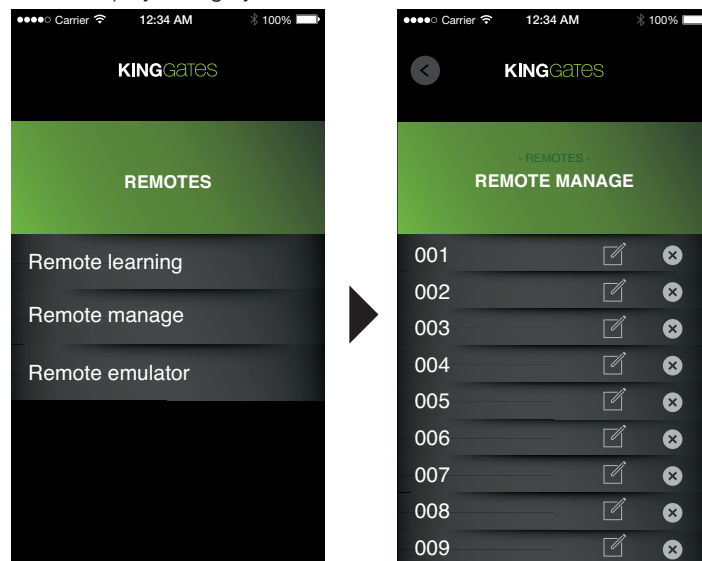 Carrier 12:34 AM 100%
KINGGATES
REMOTES
Remote learning
Remote manage
Remote emulator
Carrier 12:34 AM 100%
KINGGATES
- REMOTES -
REMOTE MANAGE
001
002
003
004
005
006
007
008
009